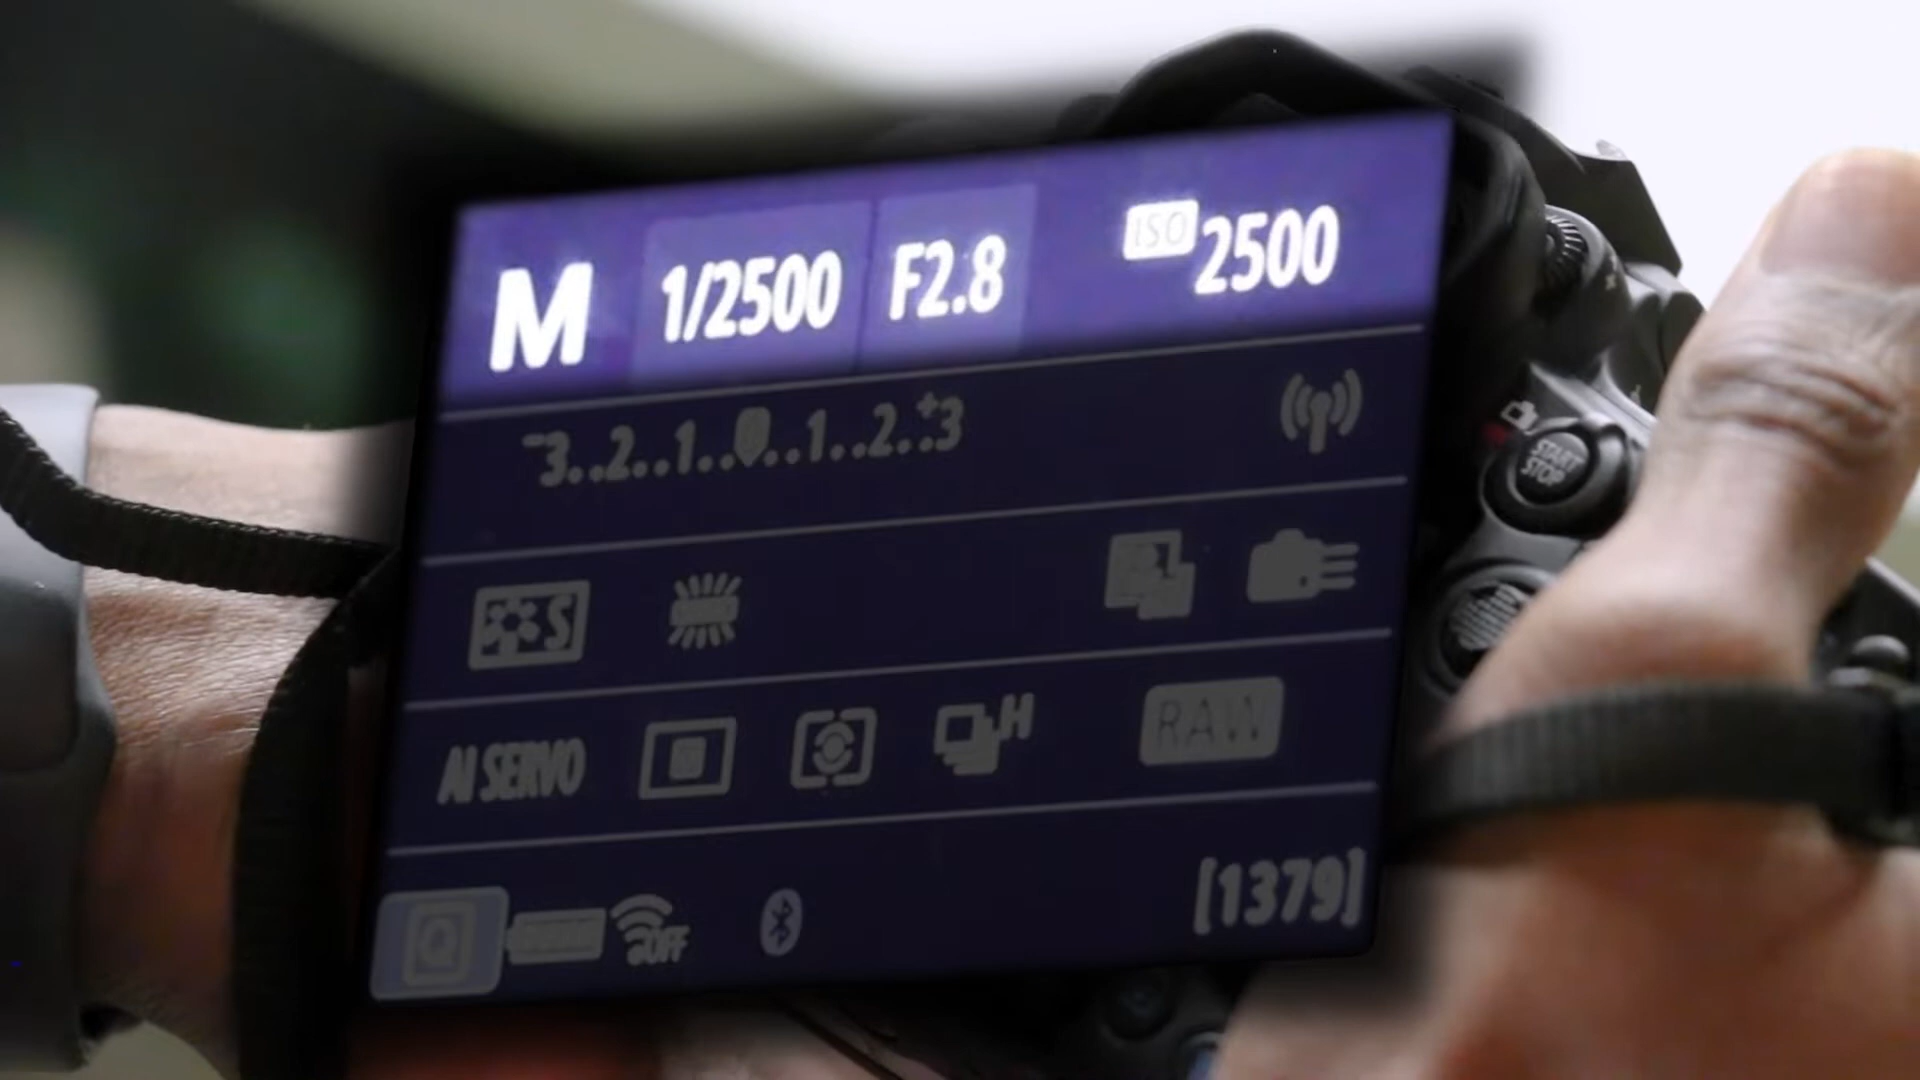 M 1/2500 F2.8 ISO 2500
-3..2..1..0..1..2..+3
S
AI SERVO H RAW
Q OFF [1379]
START
STOP